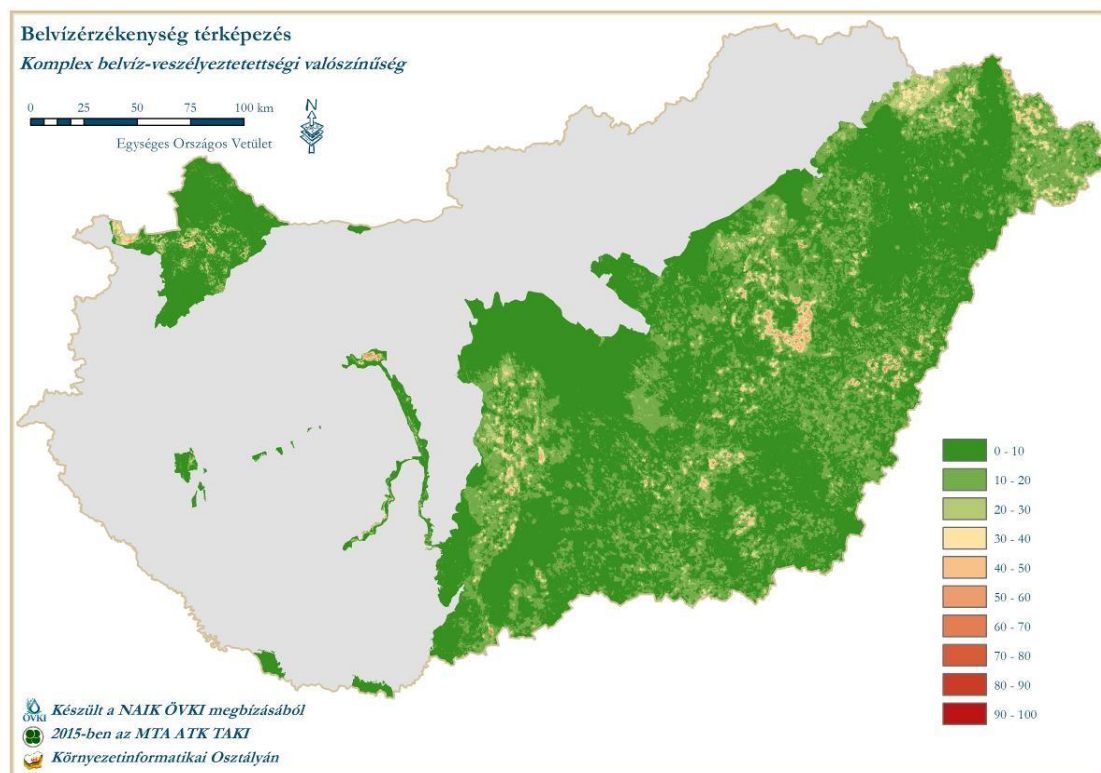 Belvízérzékenység térképezés
Komplex belvíz-veszélyeztetettségi valószínűség
0 25 50 75 100 km
N
Egységes Országos Vetület
0 - 10
10 - 20
20 - 30
30 - 40
40 - 50
50 - 60
60 - 70
70 - 80
80 - 90
90 - 100
ÖVKI Készült a NAIK ÖVKI megbízásából
2015-ben az MTA ATK TAKI
Környezetinformatikai Osztályán